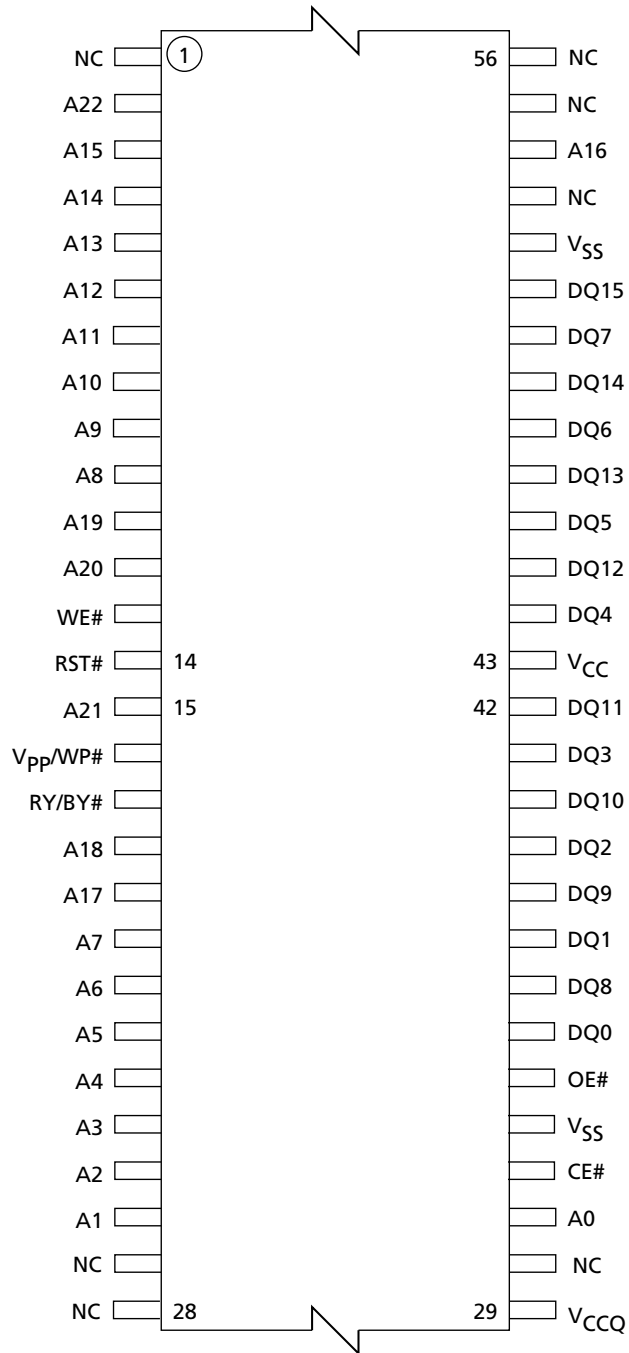 NC 1 56 NC
A22 NC
A15 A16
A14 NC
A13 VSS
A12 DQ15
A11 DQ7
A10 DQ14
A9 DQ6
A8 DQ13
A19 DQ5
A20 DQ12
WE# DQ4
RST# 14 43 VCC
A21 15 42 DQ11
VPP/WP# DQ3
RY/BY# DQ10
A18 DQ2
A17 DQ9
A7 DQ1
A6 DQ8
A5 DQ0
A4 OE#
A3 VSS
A2 CE#
A1 A0
NC NC
NC 28 29 VCCQ